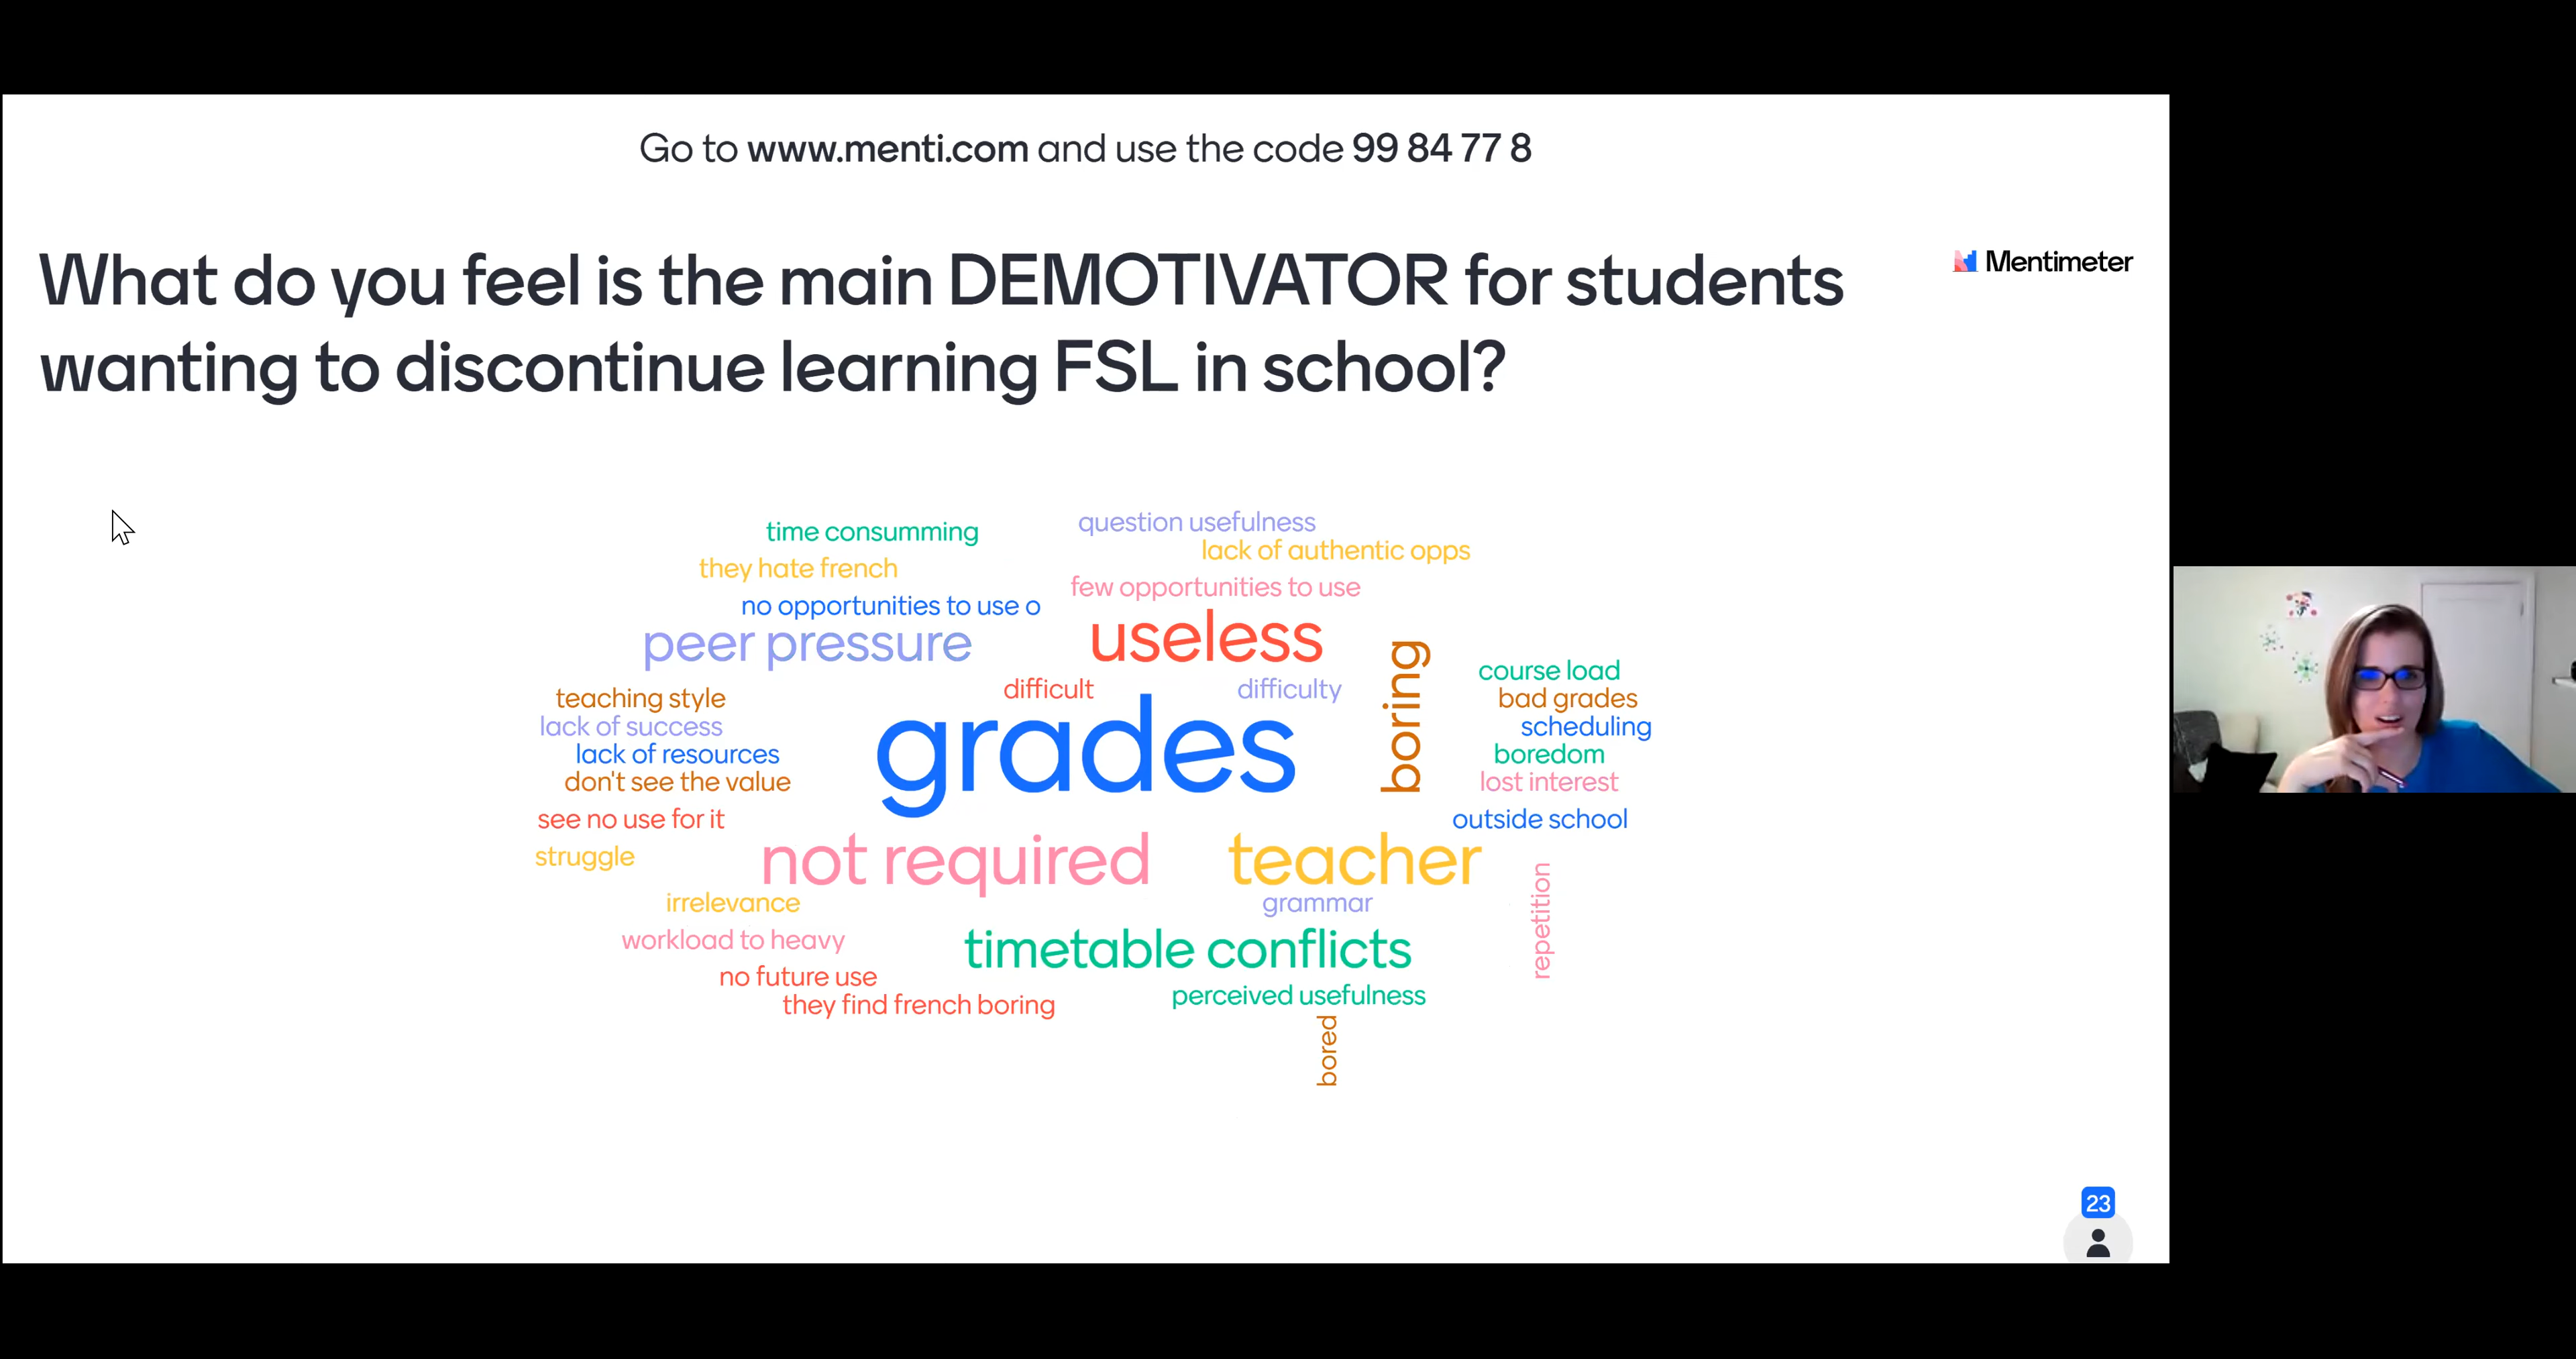 Go to www.menti.com and use the code 99 84 77 8
What do you feel is the main DEMOTIVATOR for students
wanting to discontinue learning FSL in school?
Mentimeter
question usefulness
time consumming
lack of authentic opps
they hate french
few opportunities to use
no opportunities to use o
peer pressure
useless
boring
course load
difficult
difficulty
teaching style
bad grades
lack of success
scheduling
grades
lack of resources
boredom
don't see the value
lost interest
see no use for it
outside school
struggle
not required
teacher
repetition
irrelevance
grammar
workload to heavy
timetable conflicts
no future use
perceived usefulness
they find french boring
bored
23